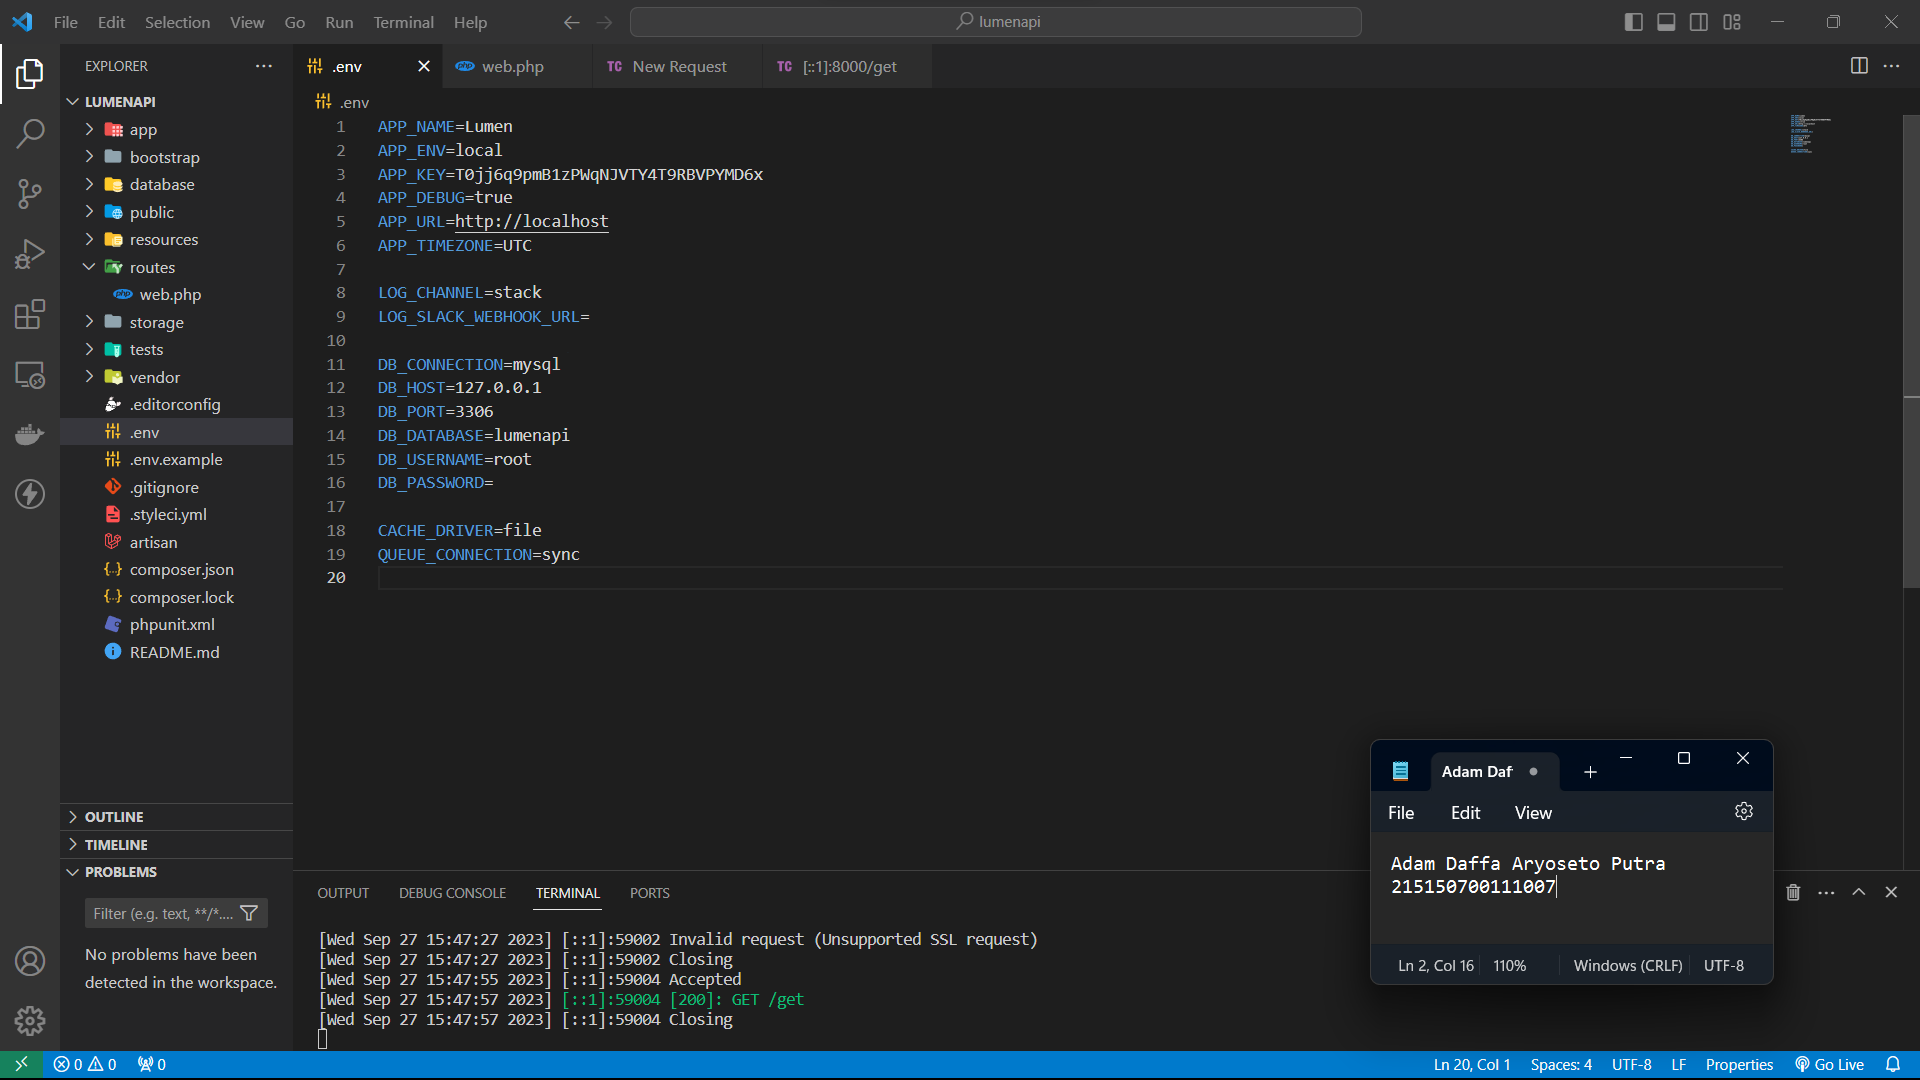 File Edit Selection View Go Run Terminal Help lumenapi
EXPLORER
.env web.php TC New Request TC [::1]:8000/get
LUMENAPI
app
bootstrap
database
public
resources
routes
php web.php
storage
tests
vendor
.editorconfig
.env
.env.example
.gitignore
.styleci.yml
artisan
composer.json
composer.lock
phpunit.xml
README.md
OUTLINE
TIMELINE
PROBLEMS
Filter (e.g. text, **/*....
No problems have been
detected in the workspace.
.env
1 APP_NAME=Lumen
2 APP_ENV=local
3 APP_KEY=T0jj6q9pmB1zPWqNJVTY4T9RBVPYMD6x
4 APP_DEBUG=true
5 APP_URL=http://localhost
6 APP_TIMEZONE=UTC
7
8 LOG_CHANNEL=stack
9 LOG_SLACK_WEBHOOK_URL=
10
11 DB_CONNECTION=mysql
12 DB_HOST=127.0.0.1
13 DB_PORT=3306
14 DB_DATABASE=lumenapi
15 DB_USERNAME=root
16 DB_PASSWORD=
17
18 CACHE_DRIVER=file
19 QUEUE_CONNECTION=sync
20
OUTPUT DEBUG CONSOLE TERMINAL PORTS
[Wed Sep 27 15:47:27 2023] [::1]:59002 Invalid request (Unsupported SSL request)
[Wed Sep 27 15:47:27 2023] [::1]:59002 Closing
[Wed Sep 27 15:47:55 2023] [::1]:59004 Accepted
[Wed Sep 27 15:47:57 2023] [::1]:59004 [200]: GET /get
[Wed Sep 27 15:47:57 2023] [::1]:59004 Closing
Adam Daf
File Edit View
Adam Daffa Aryoseto Putra
215150700111007
Ln 2, Col 16 110% Windows (CRLF) UTF-8
0 0 0 Ln 20, Col 1 Spaces: 4 UTF-8 LF Properties Go Live